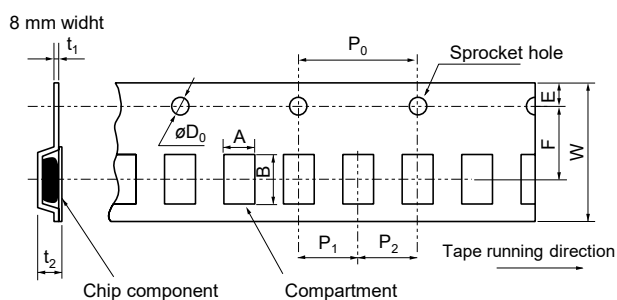 8 mm widht
t1
P0
Sprocket hole
E
øD0
A
F
W
B
t2
P1
P2
Tape running direction
Chip component
Compartment